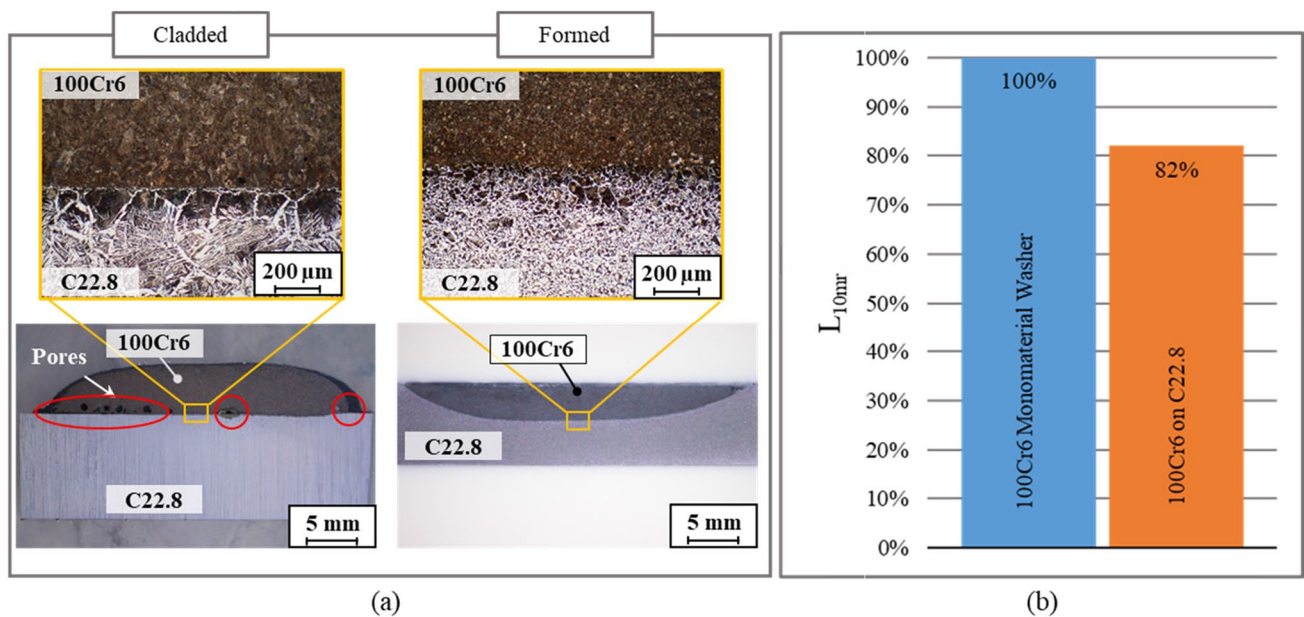 Cladded
Formed
100Cr6
C22.8
200 µm
100Cr6
C22.8
200 µm
Pores
100Cr6
C22.8
5 mm
100Cr6
C22.8
5 mm
(a)
L10mr
100%
90%
80%
70%
60%
50%
40%
30%
20%
10%
0%
100%
100Cr6 Monomaterial Washer
82%
100Cr6 on C22.8
(b)